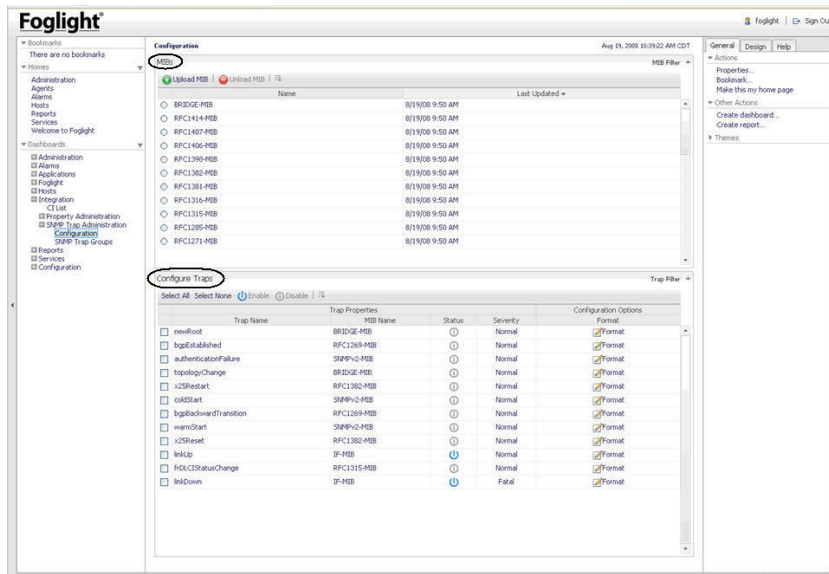 Foglight
foglight | Sign Ou
Bookmarks
There are no bookmarks
Homes
Administration
Agents
Alarms
Hosts
Reports
Services
Welcome to Foglight
Dashboards
Administration
Alarms
Applications
Foglight
Hosts
Integration
CI List
Property Administration
SNMP Trap Administration
Configuration
SNMP Trap Groups
Reports
Services
Configuration
Configuration
Aug 19, 2008 10:39:22 AM CDT
MIBs
MIB Filter
Upload MIB | Unload MIB
Name Last Updated
BRIDGE-MIB 8/19/08 9:50 AM
RFC1414-MIB 8/19/08 9:50 AM
RFC1407-MIB 8/19/08 9:50 AM
RFC1406-MIB 8/19/08 9:50 AM
RFC1398-MIB 8/19/08 9:50 AM
RFC1382-MIB 8/19/08 9:50 AM
RFC1381-MIB 8/19/08 9:50 AM
RFC1316-MIB 8/19/08 9:50 AM
RFC1315-MIB 8/19/08 9:50 AM
RFC1285-MIB 8/19/08 9:50 AM
RFC1271-MIB 8/19/08 9:50 AM
Configure Traps
Trap Filter
Select All Select None Enable Disable
Trap Properties Configuration Options
Trap Name MIB Name Status Severity Format
newRoot BRIDGE-MIB Normal Format
bgpEstablished RFC1269-MIB Normal Format
authenticationFailure SNMPv2-MIB Normal Format
topologyChange BRIDGE-MIB Normal Format
x25Restart RFC1382-MIB Normal Format
coldStart SNMPv2-MIB Normal Format
bgpBackwardTransition RFC1269-MIB Normal Format
warmStart SNMPv2-MIB Normal Format
x25Reset RFC1382-MIB Normal Format
linkUp IF-MIB Normal Format
frDLCIStatusChange RFC1315-MIB Normal Format
linkDown IF-MIB Fatal Format
General Design Help
Actions
Properties...
Bookmark...
Make this my home page
Other Actions
Create dashboard...
Create report...
Themes